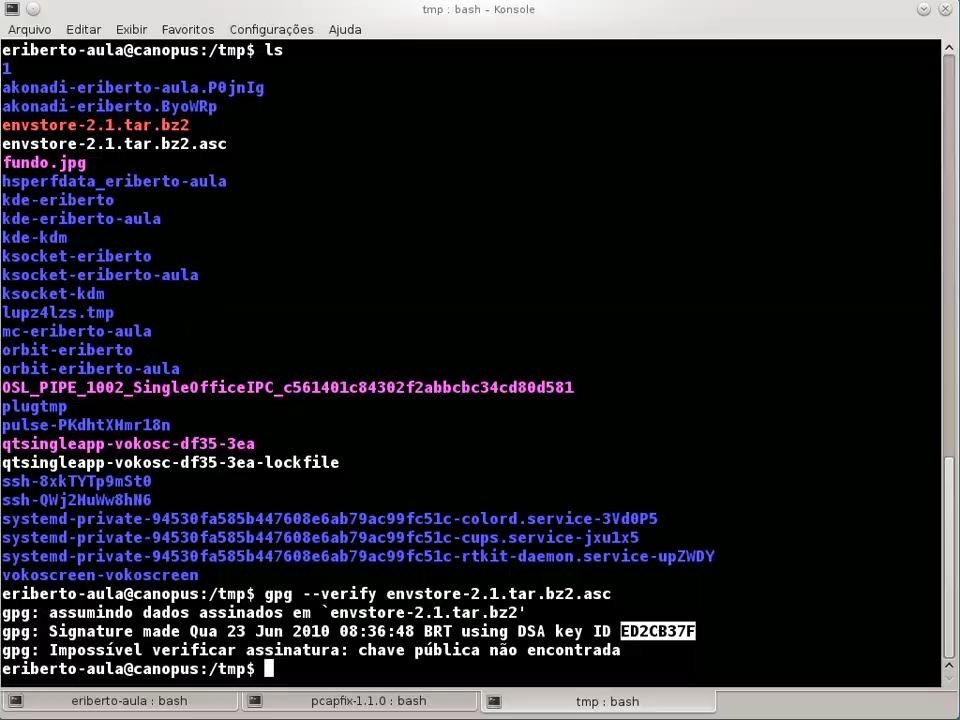 tmp : bash – Konsole
Arquivo Editar Exibir Favoritos Configurações Ajuda
eriberto-aula@canopus:/tmp$ ls
1
akonadi-eriberto-aula.P0jnIg
akonadi-eriberto.ByoWRp
envstore-2.1.tar.bz2
envstore-2.1.tar.bz2.asc
fundo.jpg
hsperfdata_eriberto-aula
kde-eriberto
kde-eriberto-aula
kde-kdm
ksocket-eriberto
ksocket-eriberto-aula
ksocket-kdm
lupz4lzs.tmp
mc-eriberto-aula
orbit-eriberto
orbit-eriberto-aula
OSL_PIPE_1002_SingleOfficeIPC_c561401c84302f2abbcbc34cd80d581
plugtmp
pulse-PKdhtXHmr18n
qtsingleapp-vokosc-df35-3ea
qtsingleapp-vokosc-df35-3ea-lockfile
ssh-8xkTYTp9mSt0
ssh-QWj2HuWw8hN6
systemd-private-94530fa585b447608e6ab79ac99fc51c-colord.service-3Vd0P5
systemd-private-94530fa585b447608e6ab79ac99fc51c-cups.service-jxu1x5
systemd-private-94530fa585b447608e6ab79ac99fc51c-rtkit-daemon.service-upZWDY
vokoscreen-vokoscreen
eriberto-aula@canopus:/tmp$ gpg --verify envstore-2.1.tar.bz2.asc
gpg: assumindo dados assinados em `envstore-2.1.tar.bz2'
gpg: Signature made Qua 23 Jun 2010 08:36:48 BRT using DSA key ID ED2CB37F
gpg: Impossível verificar assinatura: chave pública não encontrada
eriberto-aula@canopus:/tmp$
eriberto-aula : bash pcapfix-1.1.0 : bash tmp : bash